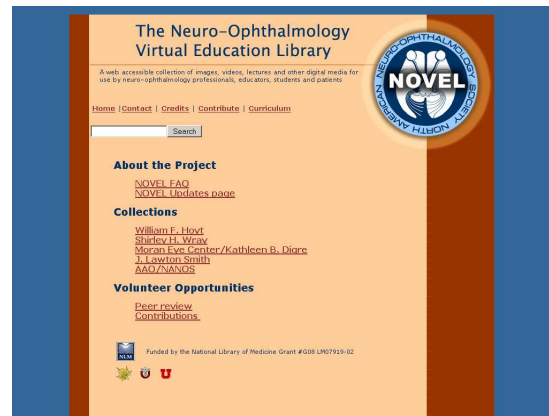 The Neuro-Ophthalmology
Virtual Education Library
A web accessible collection of images, videos, lectures and other digital media for
use by neuro-ophthalmology professionals, educators, students and patients
NORTH AMERICAN NEURO-OPHTHALMOLOGY SOCIETY
NOVEL
Home | Contact | Credits | Contribute | Curriculum
Search
About the Project
NOVEL FAQ
NOVEL Updates page
Collections
William F. Hoyt
Shirley H. Wray
Moran Eye Center/Kathleen B. Digre
J. Lawton Smith
AAO/NANOS
Volunteer Opportunities
Peer review
Contributions
NLM
Funded by the National Library of Medicine Grant #G08 LM07919-02
U